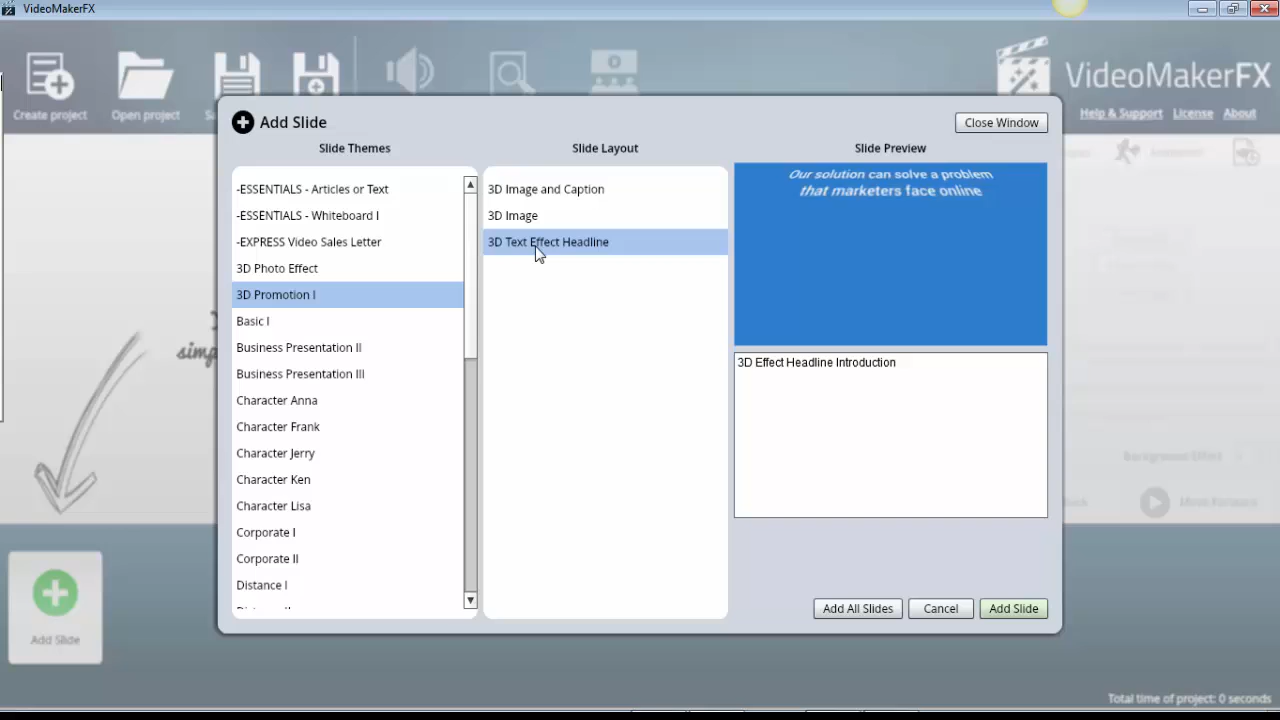 VideoMakerFX
Create project
Open project
VideoMakerFX
Help & Support License About
Add Slide
Close Window
Slide Themes
Slide Layout
Slide Preview
-ESSENTIALS - Articles or Text
-ESSENTIALS - Whiteboard I
-EXPRESS Video Sales Letter
3D Photo Effect
3D Promotion I
Basic I
Business Presentation II
Business Presentation III
Character Anna
Character Frank
Character Jerry
Character Ken
Character Lisa
Corporate I
Corporate II
Distance I
3D Image and Caption
3D Image
3D Text Effect Headline
Our solution can solve a problem
that marketers face online
3D Effect Headline Introduction
Add All Slides
Cancel
Add Slide
simp
Background Effect
Add Slide
Total time of project: 0 seconds